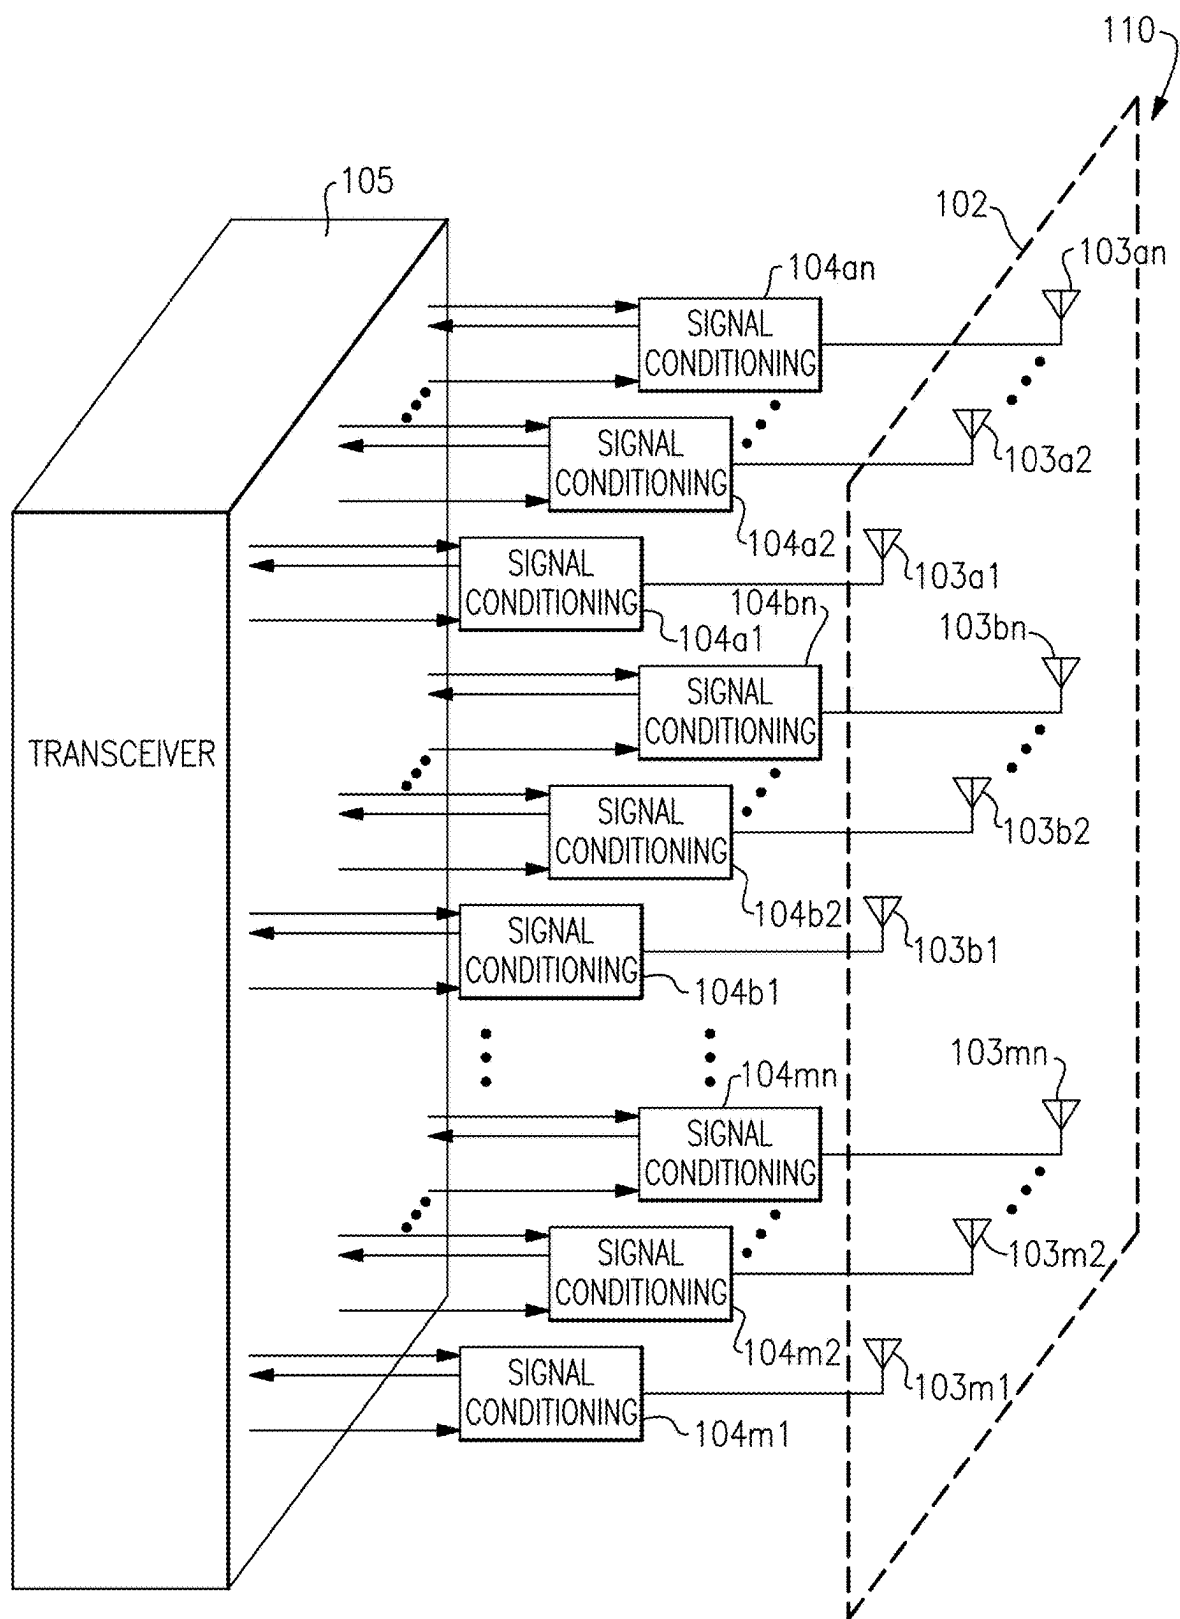 110
105
102
104an
103an
SIGNAL
CONDITIONING
SIGNAL
CONDITIONING
103a2
104a2
SIGNAL
CONDITIONING
103a1
104bn
104a1
103bn
SIGNAL
CONDITIONING
TRANSCEIVER
SIGNAL
CONDITIONING
103b2
104b2
SIGNAL
CONDITIONING
103b1
104b1
103mn
104mn
SIGNAL
CONDITIONING
103m2
SIGNAL
CONDITIONING
104m2
SIGNAL
CONDITIONING
103m1
104m1